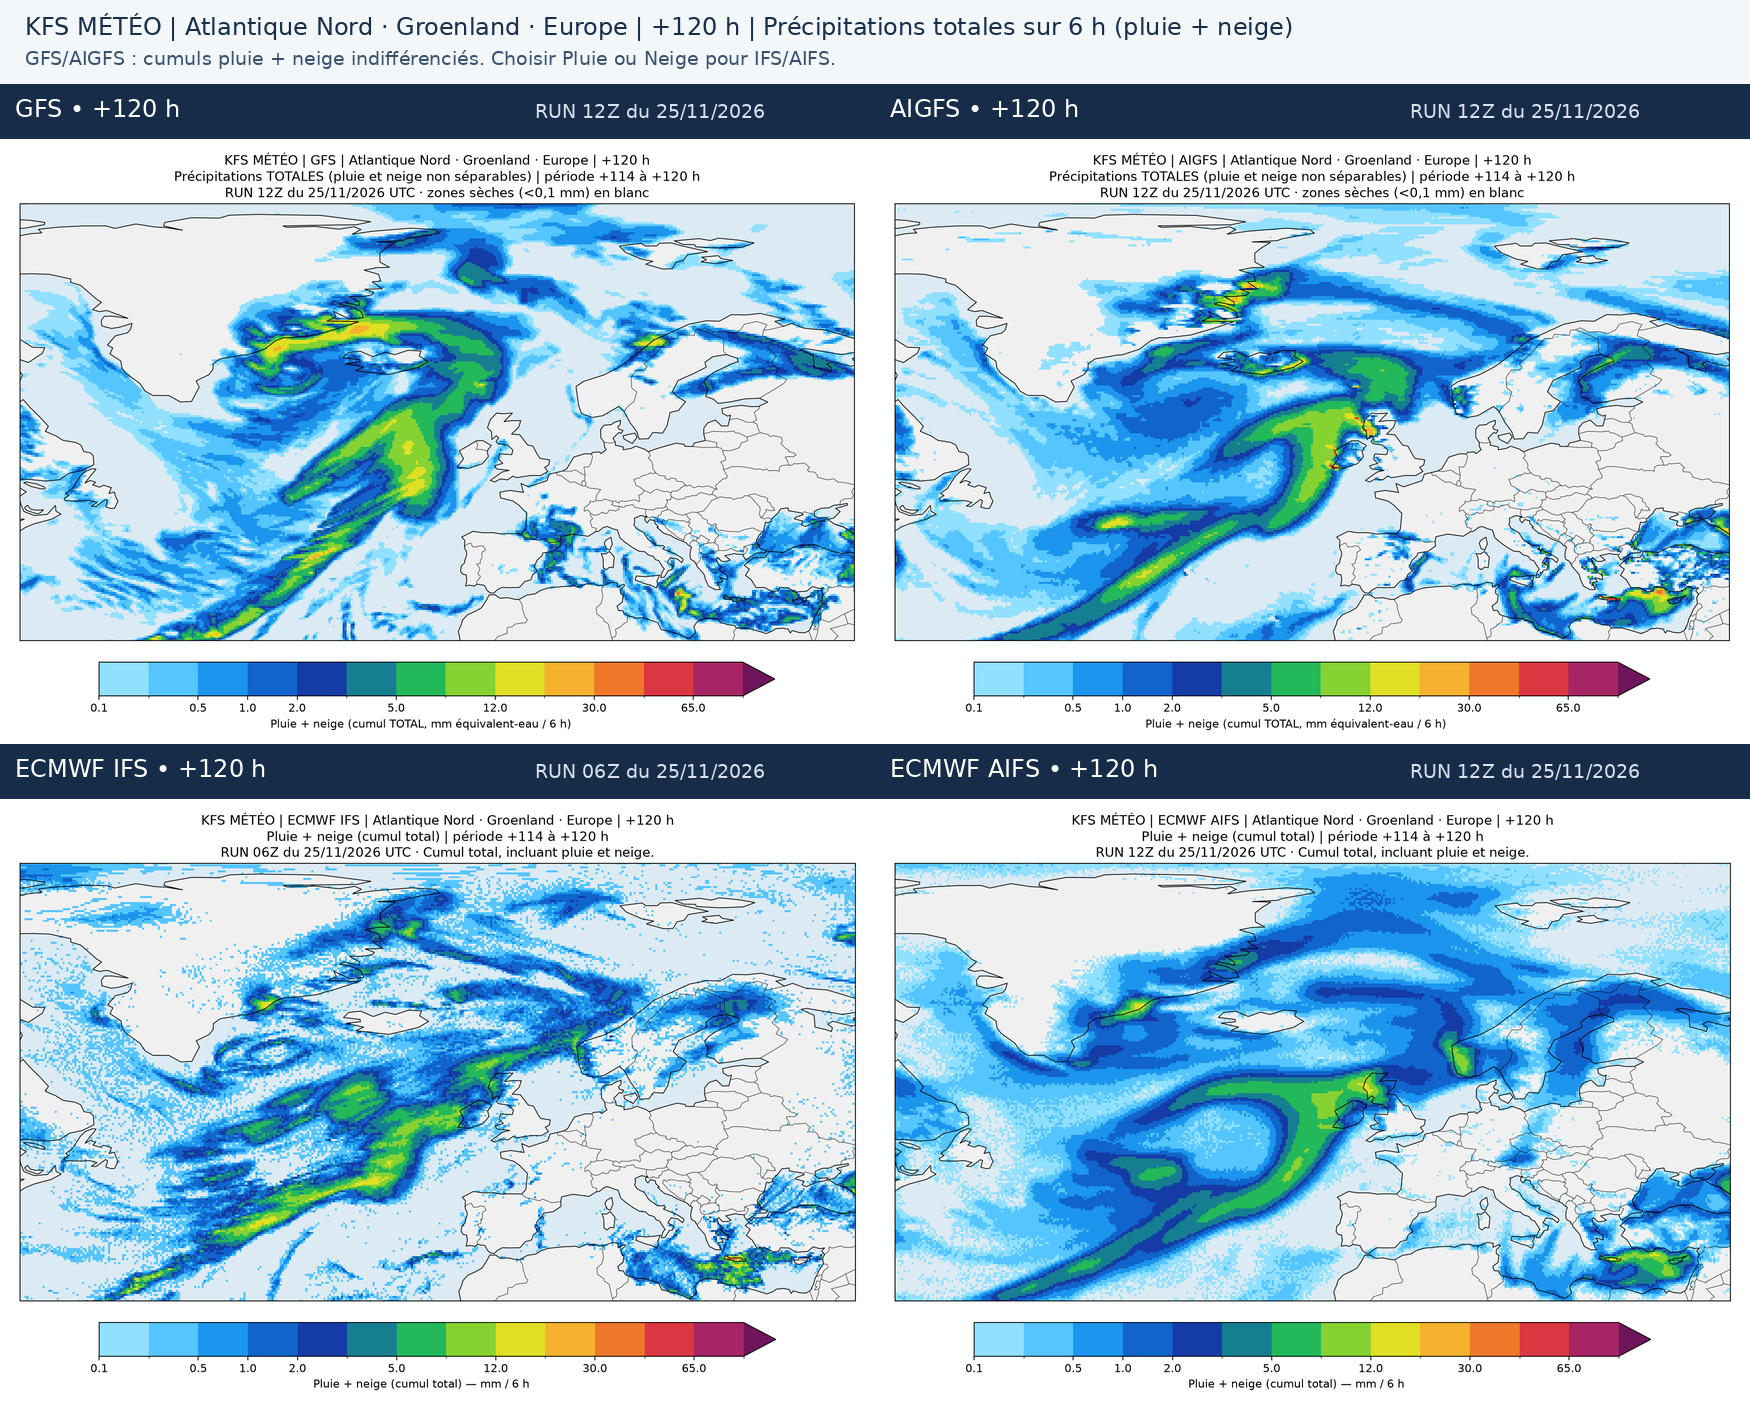 KFS MÉTÉO | Atlantique Nord · Groenland · Europe | +120 h | Précipitations totales sur 6 h (pluie + neige)
GFS/AIGFS : cumuls pluie + neige indifférenciés. Choisir Pluie ou Neige pour IFS/AIFS.
GFS • +120 h RUN 12Z du 25/11/2026
KFS MÉTÉO | GFS | Atlantique Nord · Groenland · Europe | +120 h
Précipitations TOTALES (pluie et neige non séparables) | période +114 à +120 h
RUN 12Z du 25/11/2026 UTC · zones sèches (<0,1 mm) en blanc
0.1 0.5 1.0 2.0 5.0 12.0 30.0 65.0
Pluie + neige (cumul TOTAL, mm équivalent-eau / 6 h)
AIGFS • +120 h RUN 12Z du 25/11/2026
KFS MÉTÉO | AIGFS | Atlantique Nord · Groenland · Europe | +120 h
Précipitations TOTALES (pluie et neige non séparables) | période +114 à +120 h
RUN 12Z du 25/11/2026 UTC · zones sèches (<0,1 mm) en blanc
0.1 0.5 1.0 2.0 5.0 12.0 30.0 65.0
Pluie + neige (cumul TOTAL, mm équivalent-eau / 6 h)
ECMWF IFS • +120 h RUN 06Z du 25/11/2026
KFS MÉTÉO | ECMWF IFS | Atlantique Nord · Groenland · Europe | +120 h
Pluie + neige (cumul total) | période +114 à +120 h
RUN 06Z du 25/11/2026 UTC · Cumul total, incluant pluie et neige.
0.1 0.5 1.0 2.0 5.0 12.0 30.0 65.0
Pluie + neige (cumul total) — mm / 6 h
ECMWF AIFS • +120 h RUN 12Z du 25/11/2026
KFS MÉTÉO | ECMWF AIFS | Atlantique Nord · Groenland · Europe | +120 h
Pluie + neige (cumul total) | période +114 à +120 h
RUN 12Z du 25/11/2026 UTC · Cumul total, incluant pluie et neige.
0.1 0.5 1.0 2.0 5.0 12.0 30.0 65.0
Pluie + neige (cumul total) — mm / 6 h